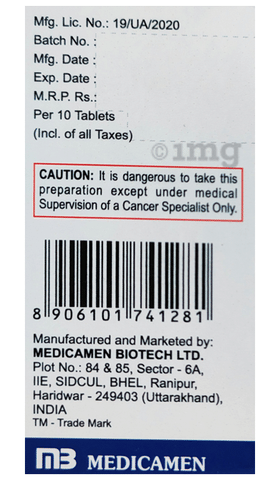 Mfg. Lic. No.: 19/UA/2020
Batch No. :
Mfg. Date :
Exp. Date :
M.R.P. Rs.:
Per 10 Tablets
(Incl. of all Taxes)
© 1mg
CAUTION: It is dangerous to take this
preparation except under medical
Supervision of a Cancer Specialist Only.
8 906101 741281
Manufactured and Marketed by:
MEDICAMEN BIOTECH LTD.
Plot No.: 84 & 85, Sector - 6A,
IIE, SIDCUL, BHEL, Ranipur,
Haridwar - 249403 (Uttarakhand),
INDIA
TM - Trade Mark
MB MEDICAMEN